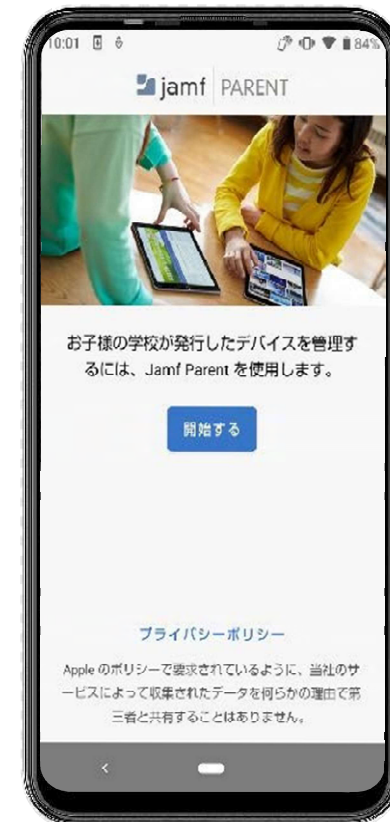 10:01 84%
jamf PARENT
お子様の学校が発行したデバイスを管理す
るには、Jamf Parent を使用します。
開始する
プライバシーポリシー
Apple のポリシーで要求されているように、当社のサ
ービスによって収集されたデータを何らかの理由で第
三者と共有することはありません。